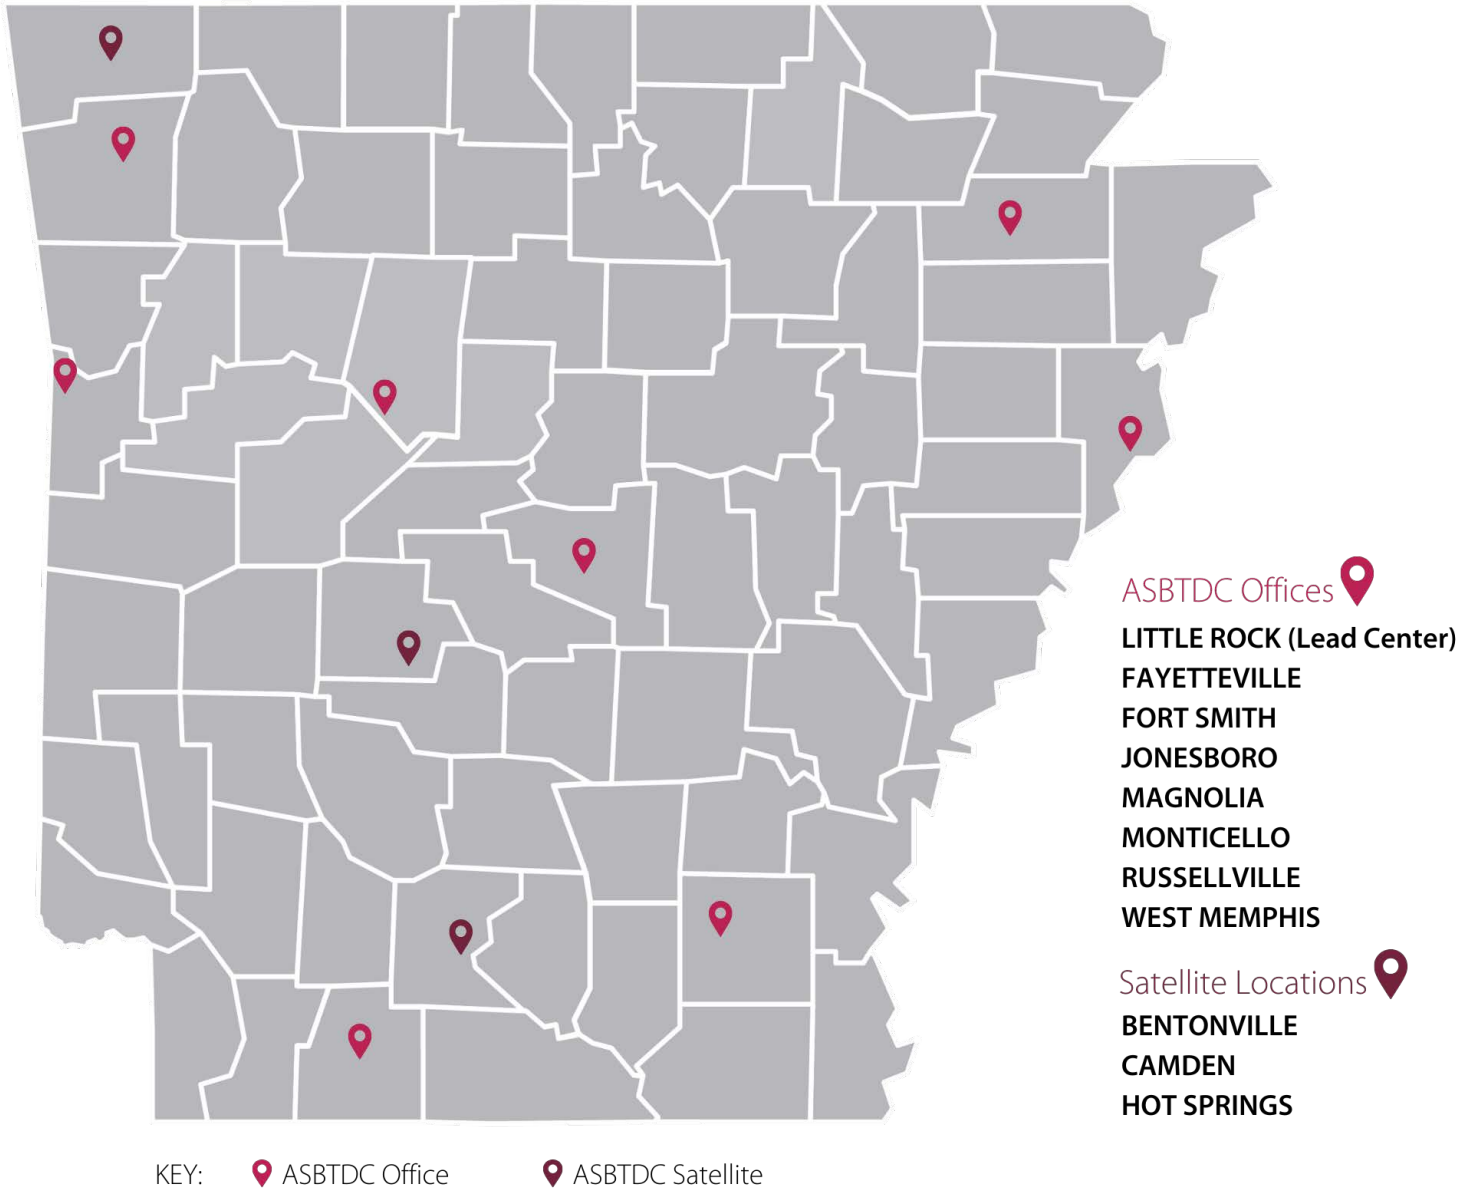 ASBTDC Offices
LITTLE ROCK (Lead Center)
FAYETTEVILLE
FORT SMITH
JONESBORO
MAGNOLIA
MONTICELLO
RUSSELLVILLE
WEST MEMPHIS
Satellite Locations
BENTONVILLE
CAMDEN
HOT SPRINGS
KEY: ASBTDC Office ASBTDC Satellite